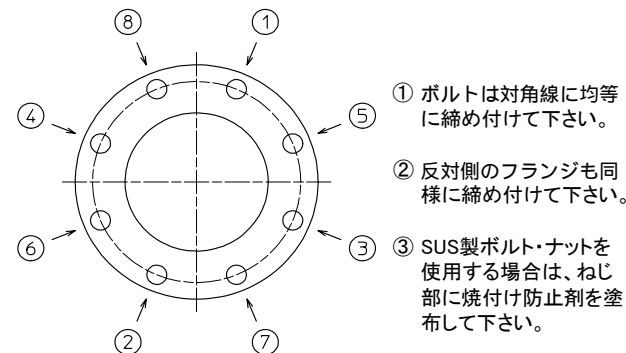 ⑧ ①
④ ⑤
⑥ ③
② ⑦
① ボルトは対角線に均等
に締め付けて下さい。
② 反対側のフランジも同
様に締め付けて下さい。
③ SUS製ボルト・ナットを
使用する場合は、ねじ
部に焼付け防止剤を塗
布して下さい。